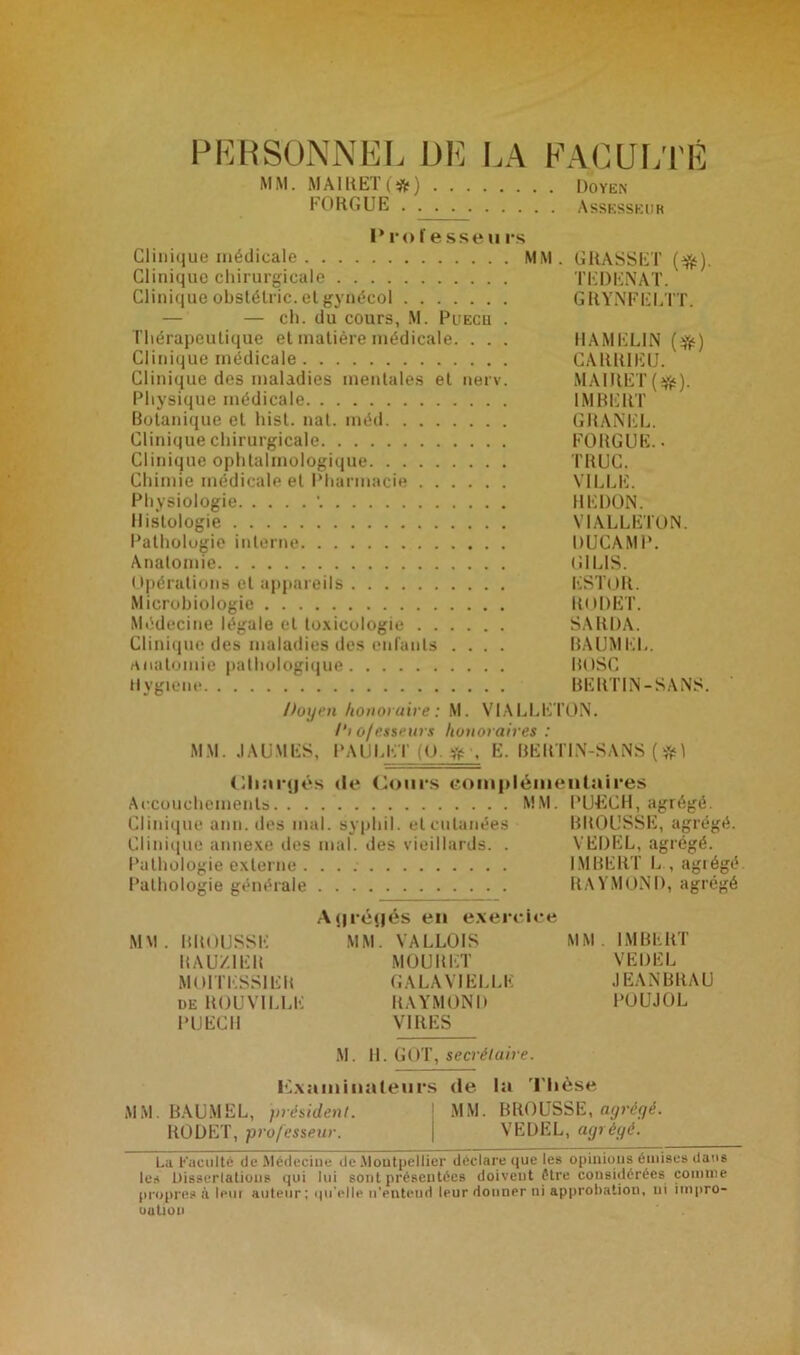 PERSONNEL DE LA FACULTÉ
MM. MAIRET (✻) . . . . . . . . Doyen
FORGUE . . . . . . . . . . Assesseur
Professeurs
Clinique médicale . . . . . . . . . . . . . MM. GRASSET (✻).
Clinique chirurgicale . . . . . . . . . . . TEDENAT.
Clinique obstétric. et gynécol . . . . . . . GRYNFELTT.
— — ch. du cours, M. Puech .
Thérapeutique et matière médicale. . . . HAMELIN (✻)
Clinique médicale . . . . . . . . . . . . . CARRIEU.
Clinique des maladies mentales et nerv. MAIRET (✻).
Physique médicale. . . . . . . . . . . . . IMBERT
Botanique et hist. nat. méd. . . . . . . . GRANEL.
Clinique chirurgicale. . . . . . . . . . . . FORGUE. .
Clinique ophtalmologique. . . . . . . . . TRUC.
Chimie médicale et Pharmacie . . . . . . VILLE.
Physiologie. . . . . . . . . . . . . . . . . HEDON.
Histologie . . . . . . . . . . . . . . . . . VIALLETON.
Pathologie interne. . . . . . . . . . . . . DUCAMP.
Anatomie. . . . . . . . . . . . . . . . . . GILIS.
Opérations et appareils . . . . . . . . . . ESTOR.
Microbiologie . . . . . . . . . . . . . . . RODET.
Médecine légale et toxicologie . . . . . . SARDA.
Clinique des maladies des enfants . . . . BAUMEL.
Anatomie pathologique . . . . . . . . . . BOSC
Hygiène. . . . . . . . . . . . . . . . . . BERTIN-SANS.
Doyen honoraire: M. VIALLETON.
Professeurs honoraires :
MM. JAUMES, PAULET (O. ✻), E. BERTIN-SANS (✻)
Chargés de Cours complémentaires
Accouchements. . . . . . . . . . . . . . . MM. PUECH, agrégé.
Clinique ann. des mal. syphil. et cutanées BROUSSE, agrégé.
Clinique annexe des mal. des vieillards. . VEDEL, agrégé.
Pathologie externe . . . . . . . . . . . . . IMBERT L., agrégé
Pathologie générale . . . . . . . . . . . . RAYMOND, agrégé
Agrégés en exercice
MM. BROUSSE MM. VALLOIS MM. IMBERT
RAUZIER MOURET VEDEL
MOITESSIER GALAVIELLE JEANBRAU
DE ROUVILLE RAYMOND POUJOL
PUECH VIRES
M. H. GOT, secrétaire.
Examinateurs de la Thèse
MM. BAUMEL, président. MM. BROUSSE, agrégé.
RODET, professeur. VEDEL, agrégé.
La Faculté de Médecine de Montpellier déclare que les opinions émises dans
les Dissertations qui lui sont présentées doivent être considérées comme
propres à leur auteur; qu'elle n'entend leur donner ni approbation, ni impro-
bation